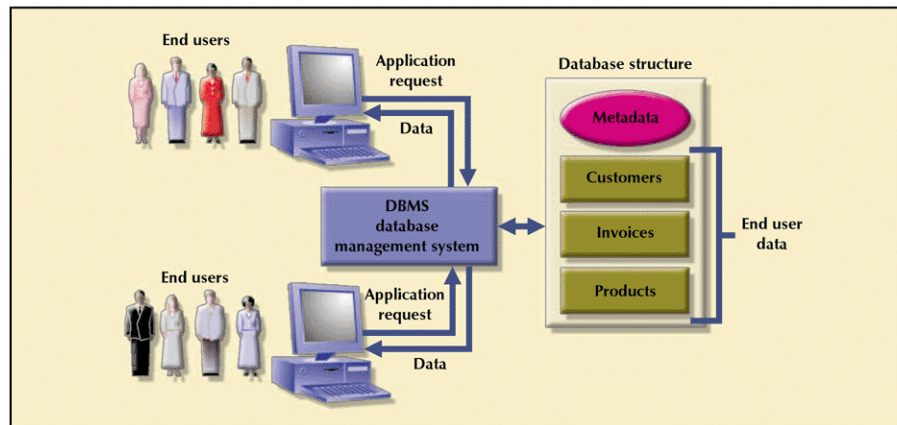 End users
Application
request
Data
Database structure
Metadata
Customers
Invoices
Products
End user
data
DBMS
database
management system
End users
Application
request
Data